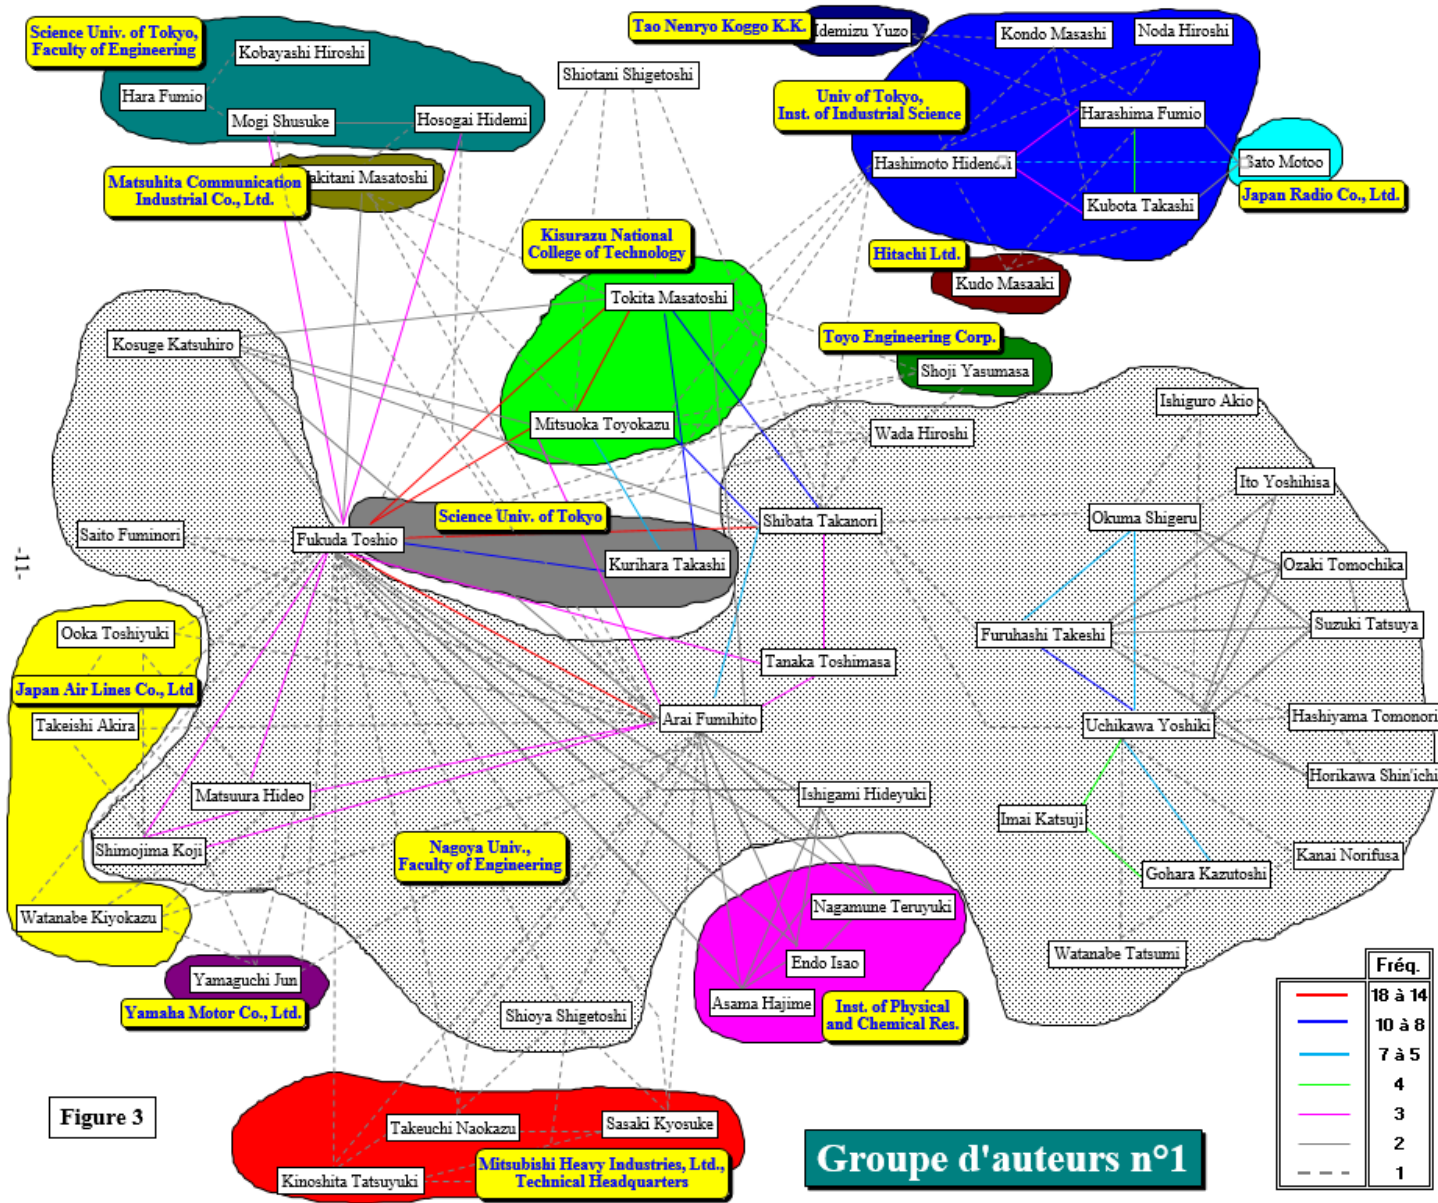 Science Univ. of Tokyo,
Faculty of Engineering
Kobayashi Hiroshi
Hara Fumio
Mogi Shusuke
Hosogai Hidemi
Matsuhita Communication
Industrial Co., Ltd.
akitani Masatoshi
Shiotani Shigetoshi
Tao Nenryo Koggo K.K.
Idemizu Yuzo
Kondo Masashi
Noda Hiroshi
Univ of Tokyo,
Inst. of Industrial Science
Harashima Fumio
Hashimoto Hidenori
Sato Motoo
Japan Radio Co., Ltd.
Kubota Takashi
Hitachi Ltd.
Kudo Masaaki
Kisurazu National
College of Technology
Tokita Masatoshi
Mitsuoka Toyokazu
Toyo Engineering Corp.
Shoji Yasumasa
Wada Hiroshi
Kosuge Katsuhiro
Saito Fuminori
Fukuda Toshio
Science Univ. of Tokyo
Kurihara Takashi
Shibata Takanori
Ishiguro Akio
Ito Yoshihisa
Okuma Shigeru
Ozaki Tomochika
Suzuki Tatsuya
Furuhashi Takeshi
-11-
Ooka Toshiyuki
Japan Air Lines Co., Ltd
Takeishi Akira
Tanaka Toshimasa
Arai Fumihito
Uchikawa Yoshiki
Hashiyama Tomonori
Horikawa Shin'ichi
Matsuura Hideo
Shimojima Koji
Ishigami Hideyuki
Imai Katsuji
Kanai Norifusa
Gohara Kazutoshi
Nagoya Univ.,
Faculty of Engineering
Watanabe Kiyokazu
Nagamune Teruyuki
Watanabe Tatsumi
Endo Isao
Asama Hajime
Inst. of Physical
and Chemical Res.
Yamaguchi Jun
Yamaha Motor Co., Ltd.
Shioya Shigetoshi
Takeuchi Naokazu
Sasaki Kyosuke
Kinoshita Tatsuyuki
Mitsubishi Heavy Industries, Ltd.,
Technical Headquarters
Figure 3
Groupe d'auteurs n°1
Fréq.
18 à 14
10 à 8
7 à 5
4
3
2
1